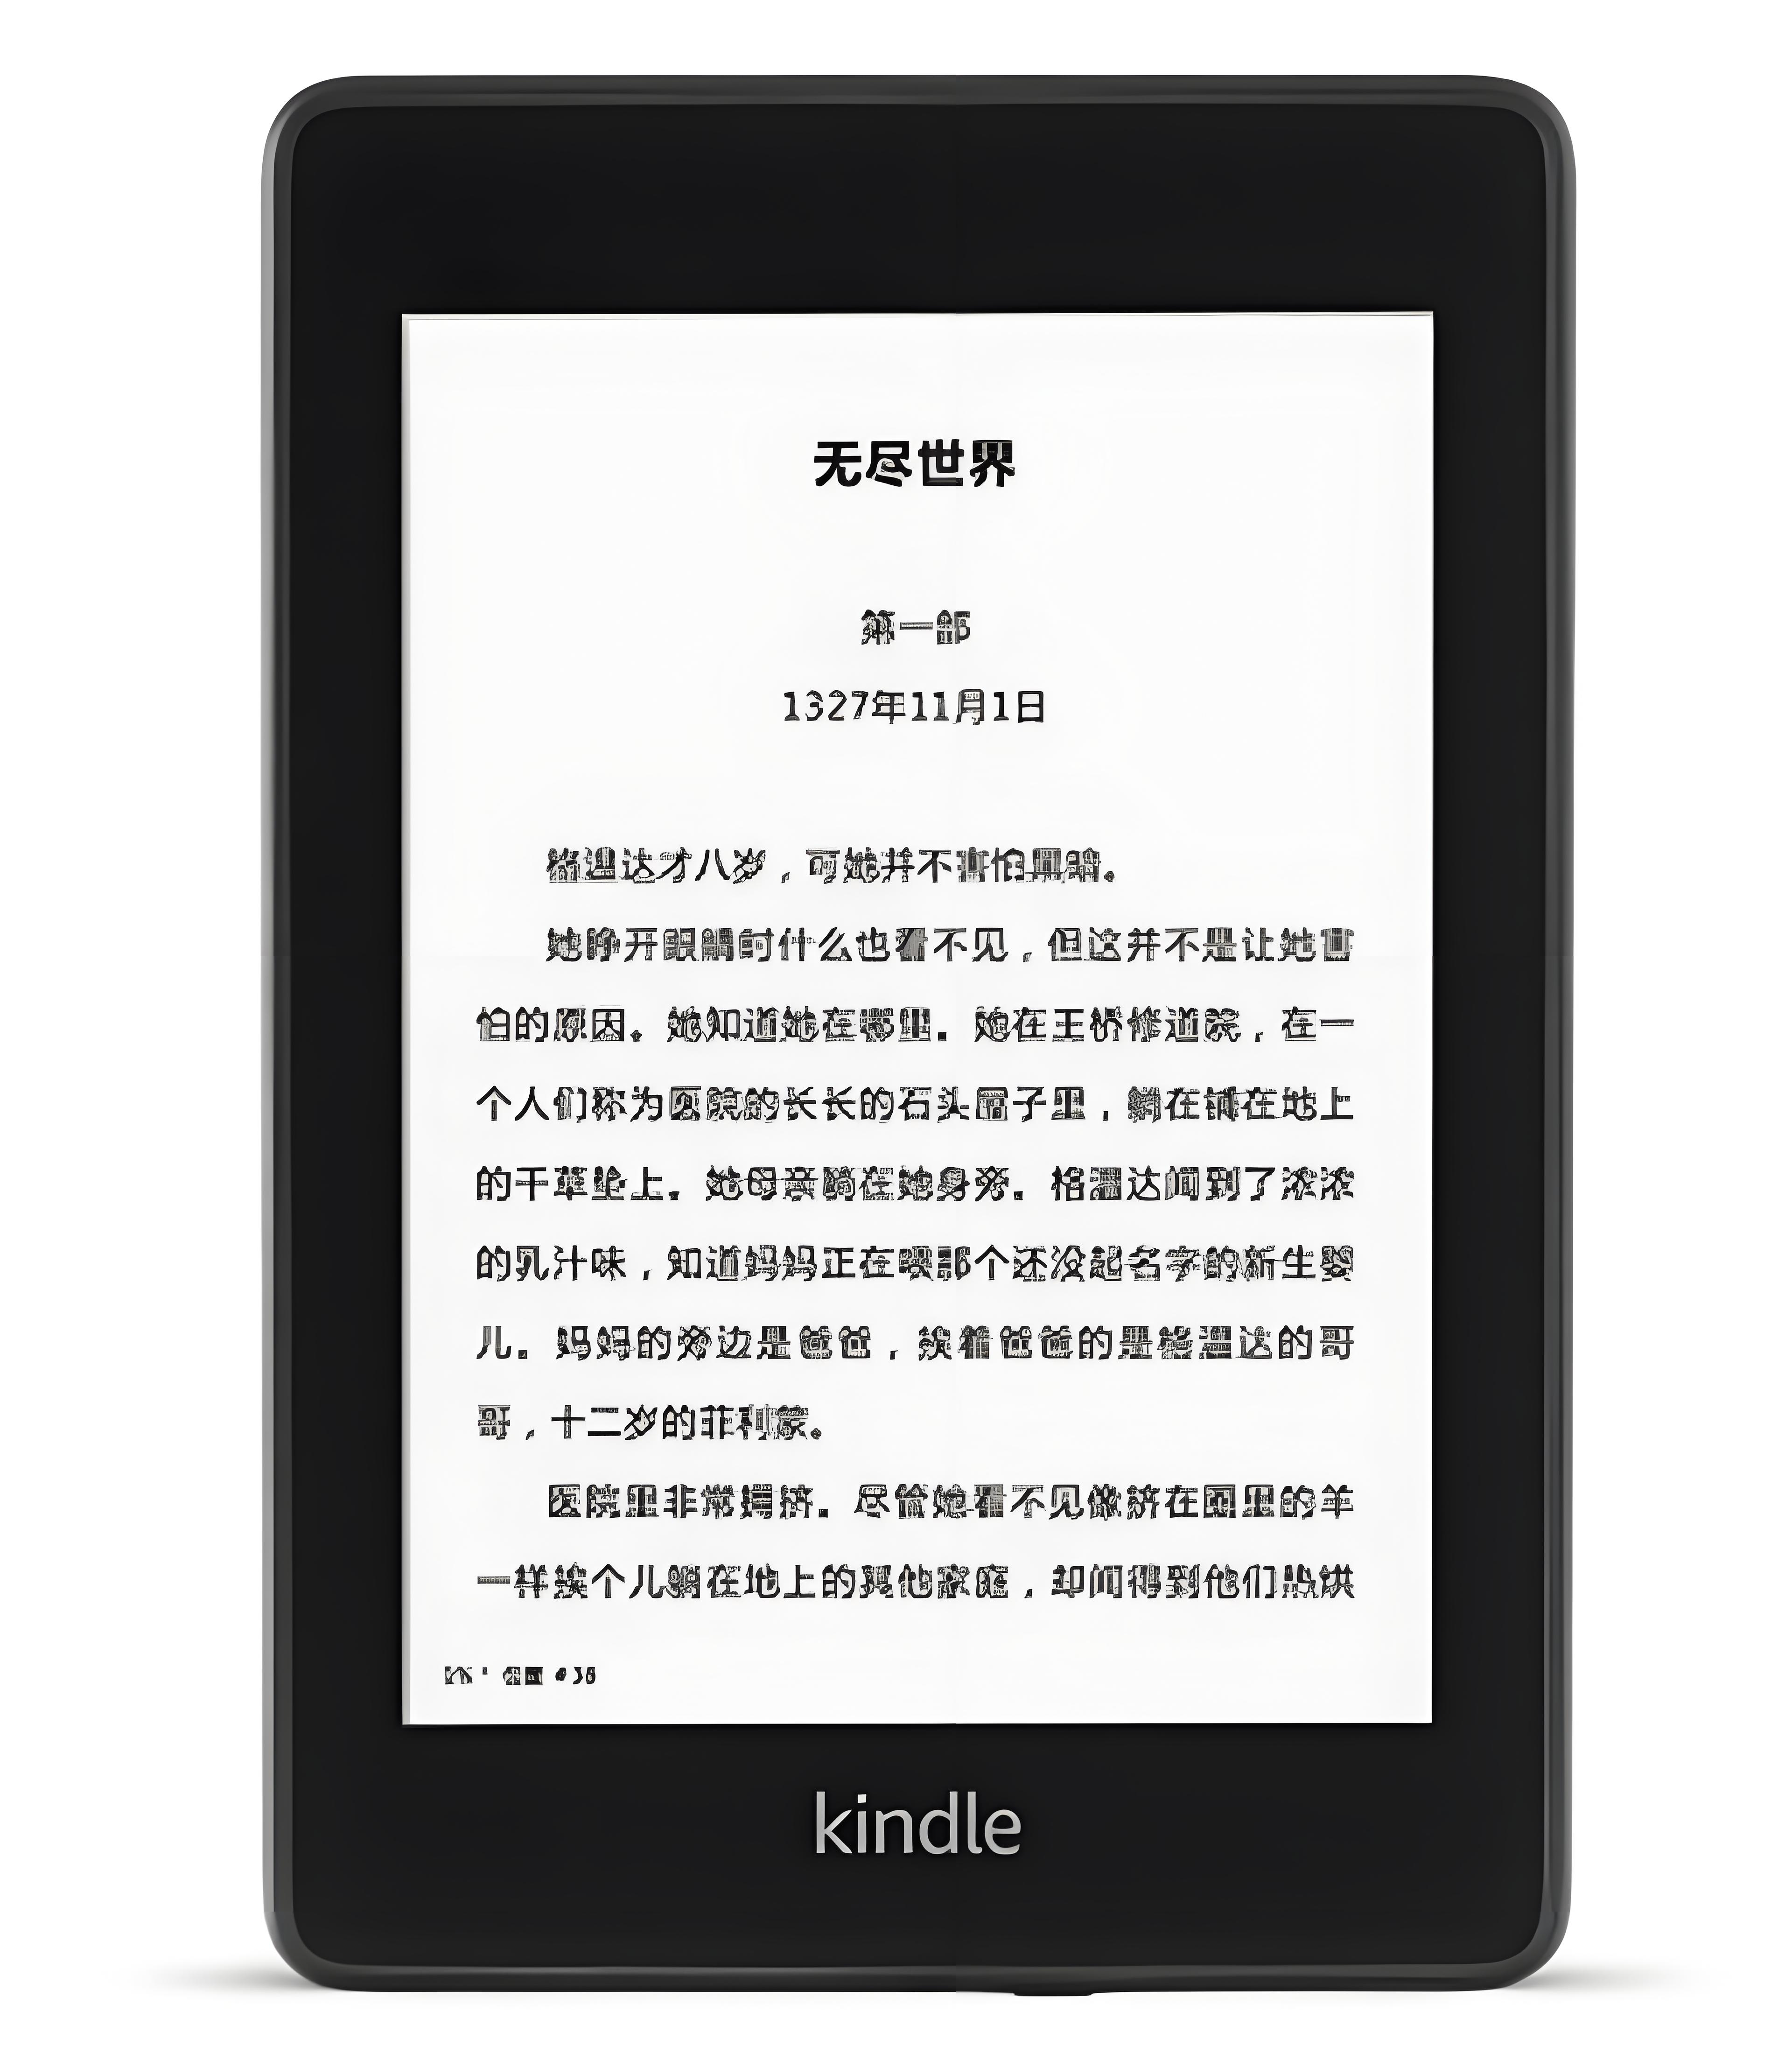 无尽世界
第一部
1327年11月1日
格温达才八岁，可她并不害怕黑暗。
她睁开眼睛时什么也看不见，但这并不是让她害
怕的原因。她知道她在哪里。她在王桥修道院，在一
个人们称为医院的长长的石头屋子里，躺在铺在地上
的干草垫上。她母亲躺在她身旁。格温达闻到了浓浓
的乳汁味，知道妈妈正在喂那个还没起名字的新生婴
儿。妈妈的旁边是爸爸，挨着爸爸的是格温达的哥
哥，十二岁的菲利蒙。
医院里非常拥挤。尽管她看不见像挤在圈里的羊
一样挨个儿躺在地上的其他家庭，却闻得到他们热烘
kindle